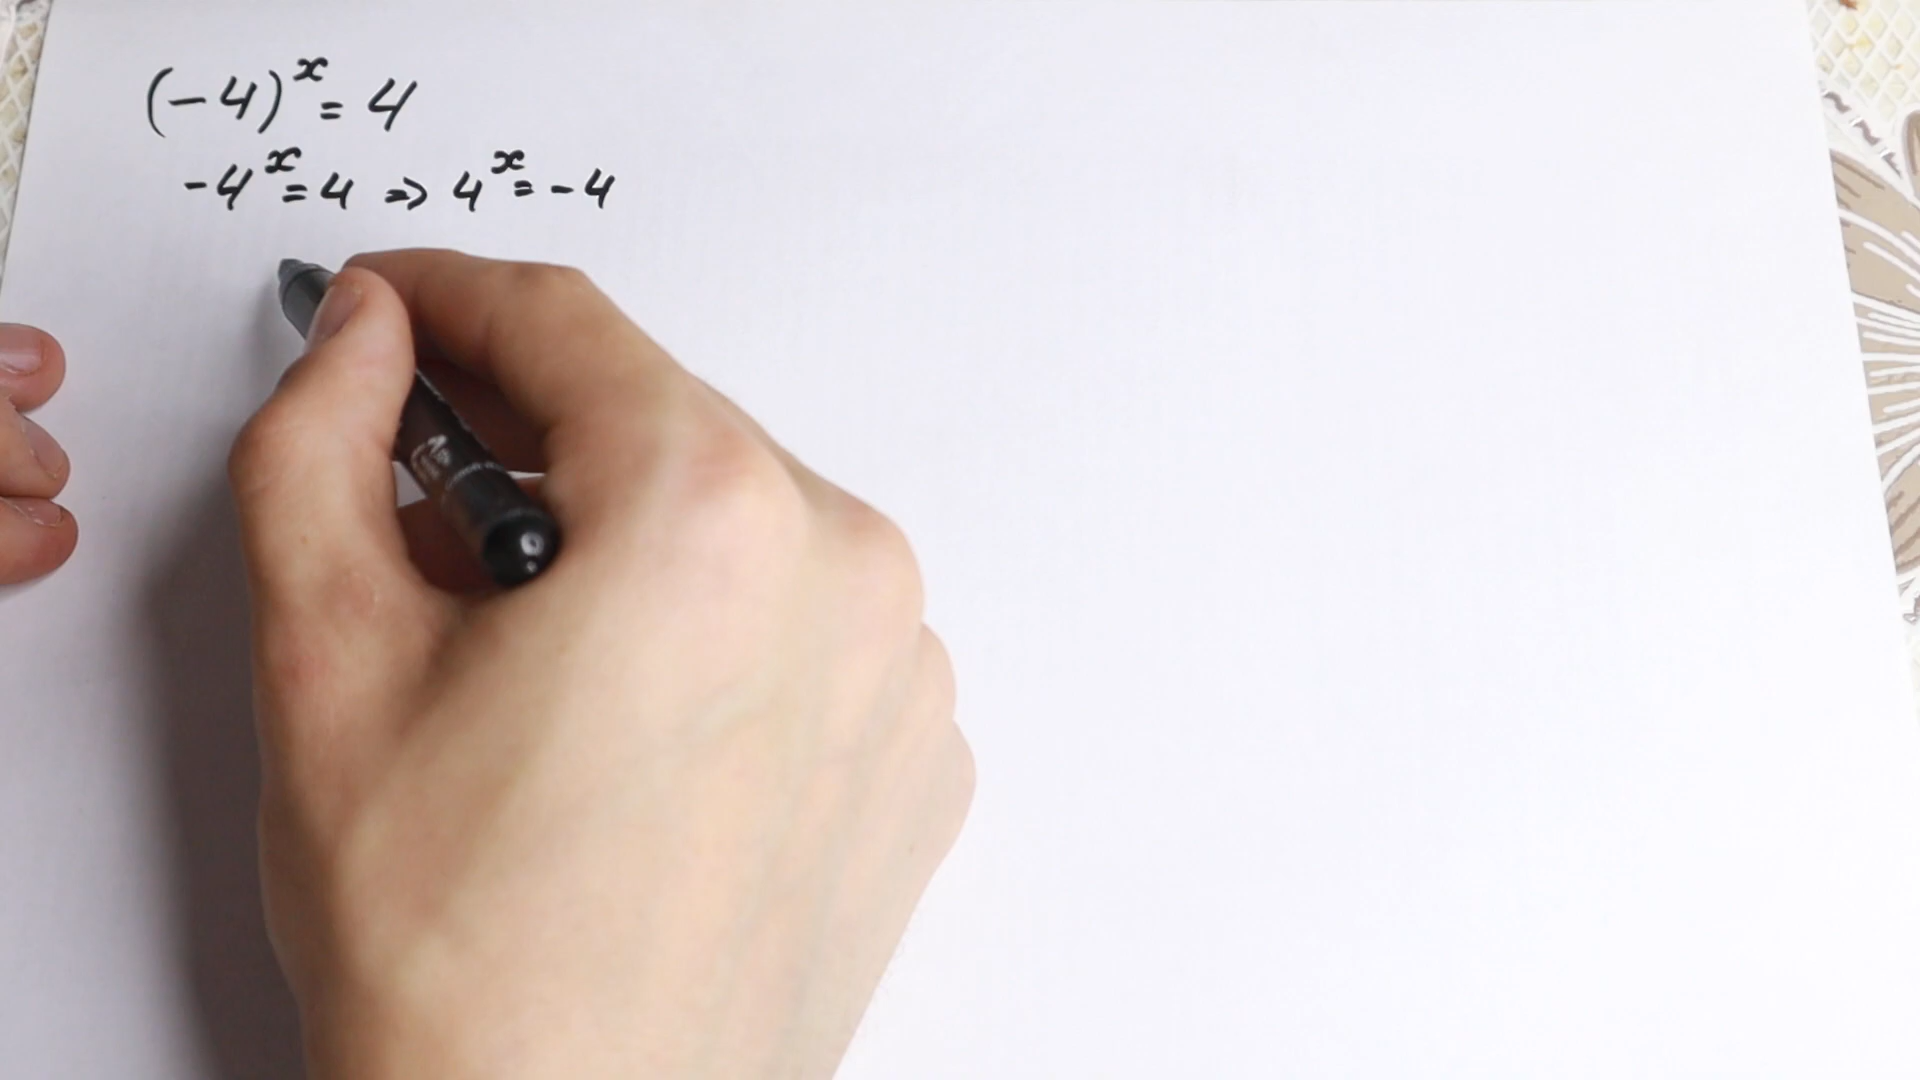 (-4)^x = 4
-4^x = 4 => 4^x = -4